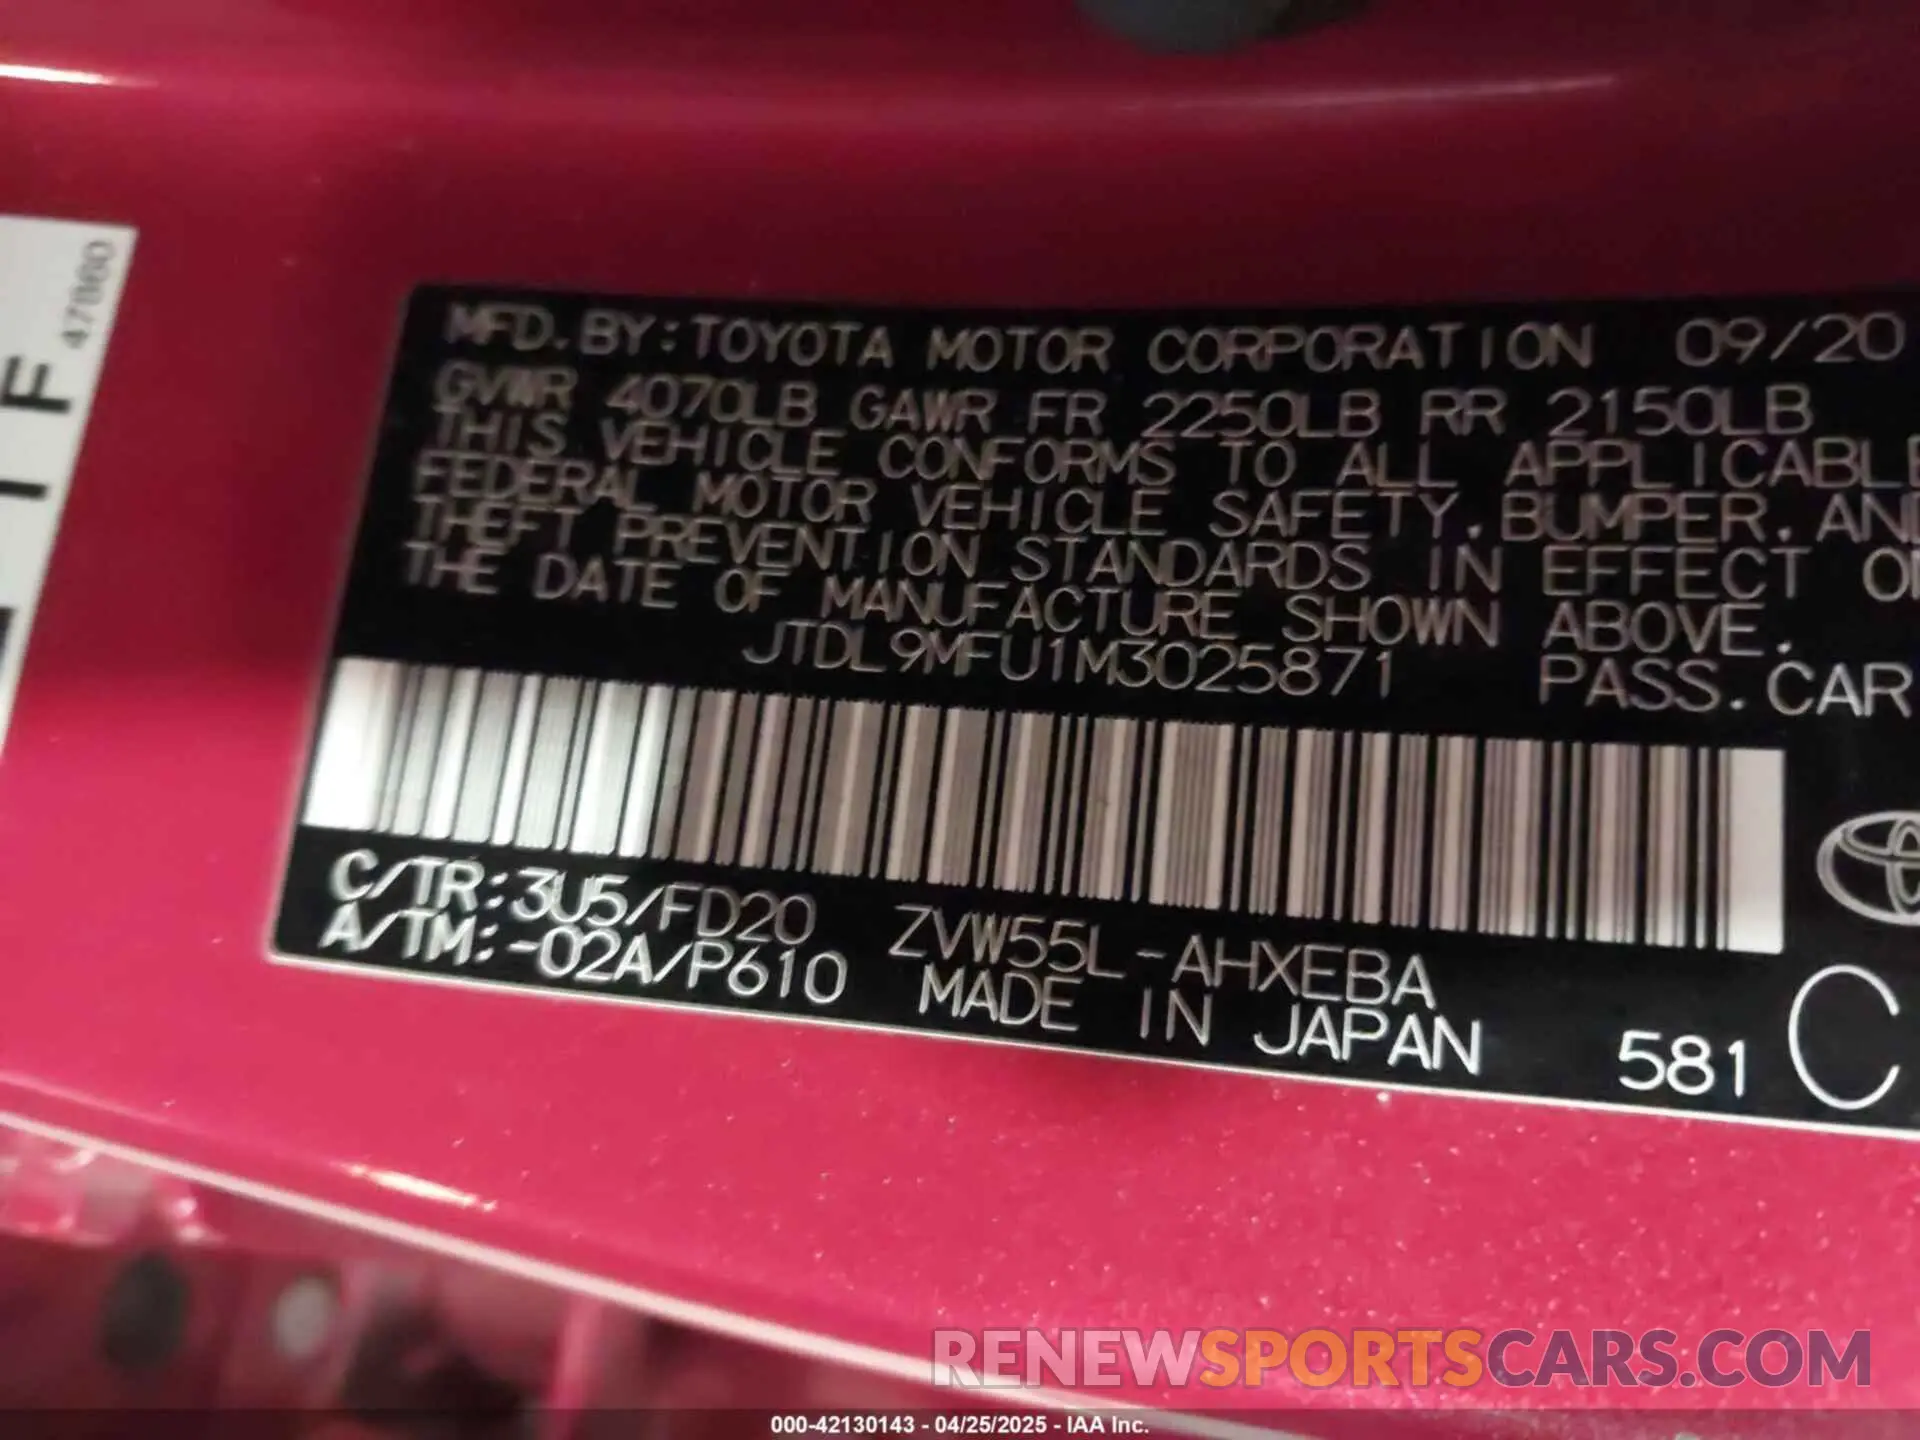 47860
F
MFD. BY: TOYOTA MOTOR CORPORATION 09/20
GVWR 4070LB GAWR FR 2250LB RR 2150LB
THIS VEHICLE CONFORMS TO ALL APPLICABLE
FEDERAL MOTOR VEHICLE SAFETY, BUMPER, AND
THEFT PREVENTION STANDARDS IN EFFECT ON
THE DATE OF MANUFACTURE SHOWN ABOVE.
JTDL9MFU1M3025871 PASS. CAR
C/TR: 3U5/FD20 ZVW55L-AHXEBA
A/TM: -02A/P610 MADE IN JAPAN 581 C
RENEWSPORTSCARS.COM
000-42130143 - 04/25/2025 - IAA Inc.